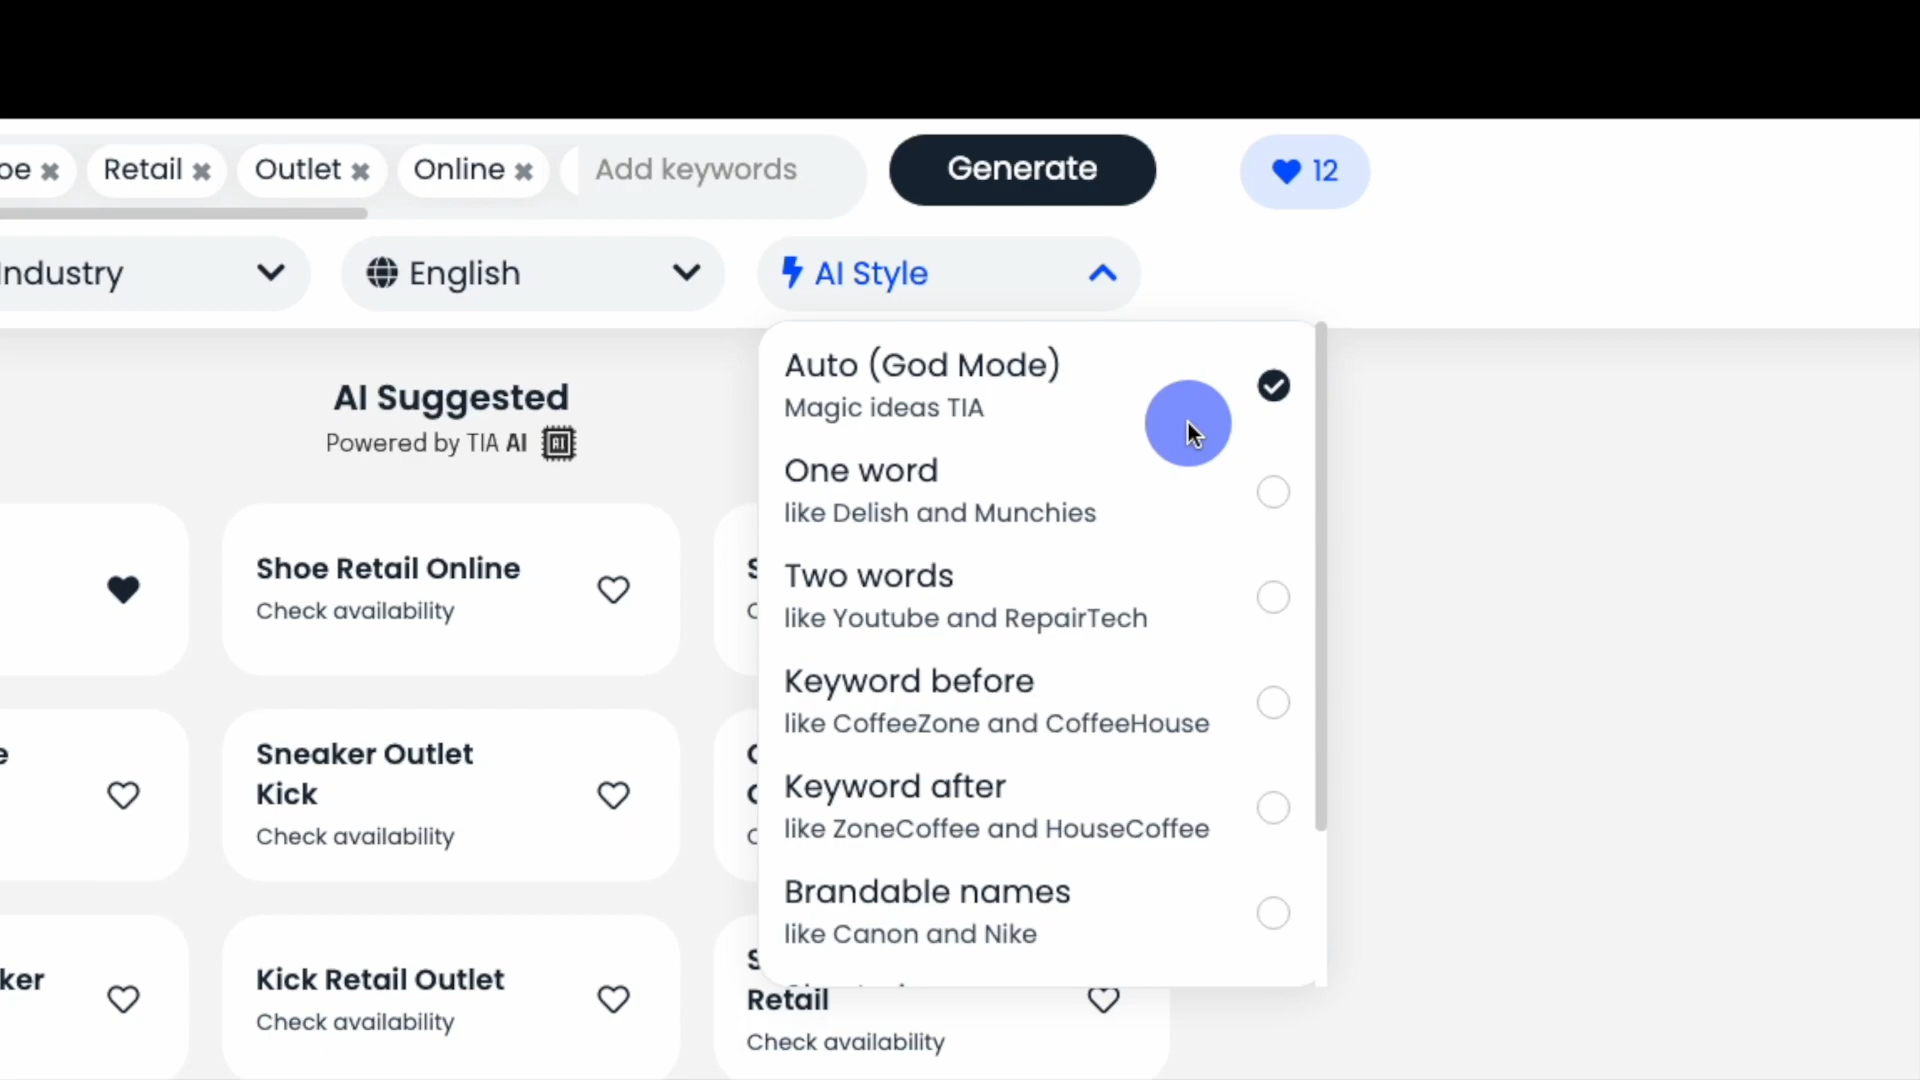 oe ✖ Retail ✖ Outlet ✖ Online ✖ Add keywords Generate 12
Industry English AI Style
AI Suggested
Powered by TIA AI
Auto (God Mode)
Magic ideas TIA
One word
like Delish and Munchies
Two words
like Youtube and RepairTech
Keyword before
like CoffeeZone and CoffeeHouse
Keyword after
like ZoneCoffee and HouseCoffee
Brandable names
like Canon and Nike
Shoe Retail Online
Check availability
Sneaker Outlet
Kick
Check availability
ker
Kick Retail Outlet
Check availability
Retail
Check availability